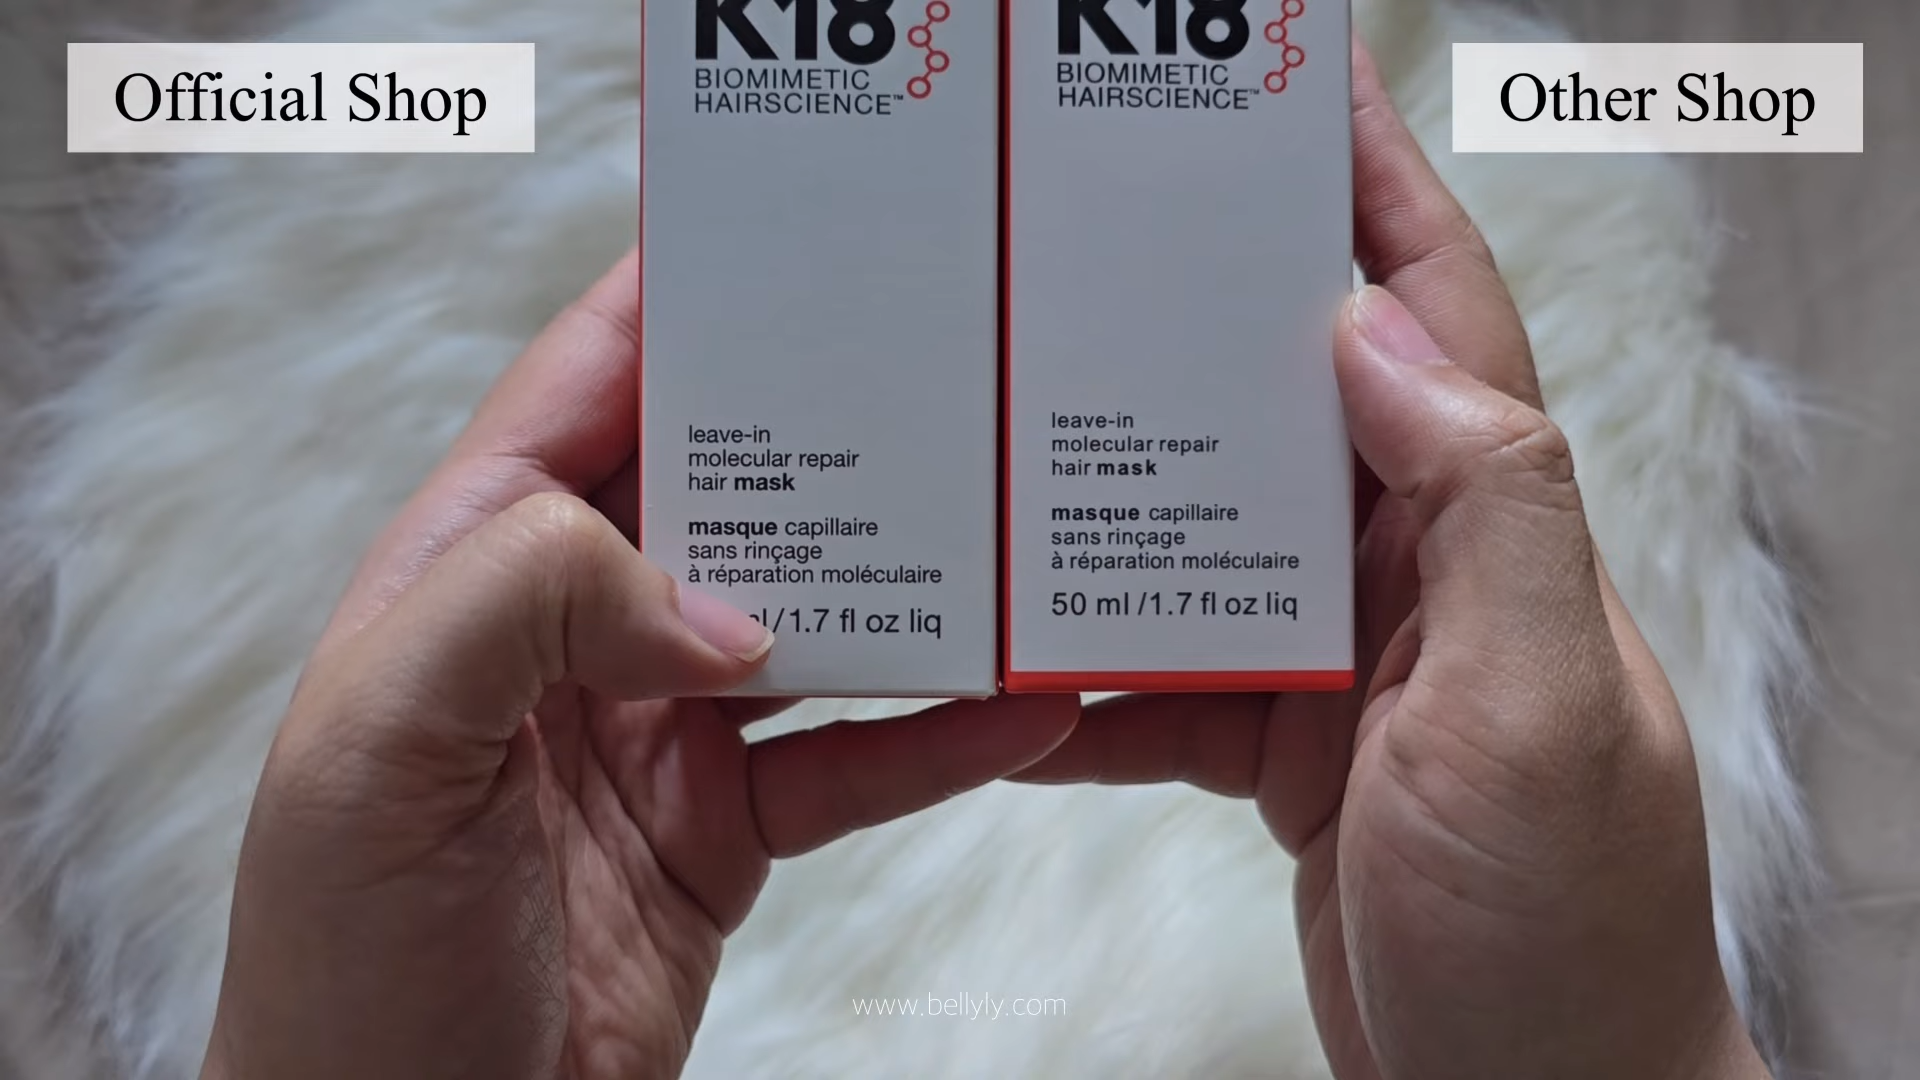 Official Shop
Other Shop
K18
BIOMIMETIC
HAIRSCIENCE™
leave-in
molecular repair
hair mask
masque capillaire
sans rinçage
à réparation moléculaire
/1.7 fl oz liq
K18
BIOMIMETIC
HAIRSCIENCE™
leave-in
molecular repair
hair mask
masque capillaire
sans rinçage
à réparation moléculaire
50 ml /1.7 fl oz liq
www.bellyly.com